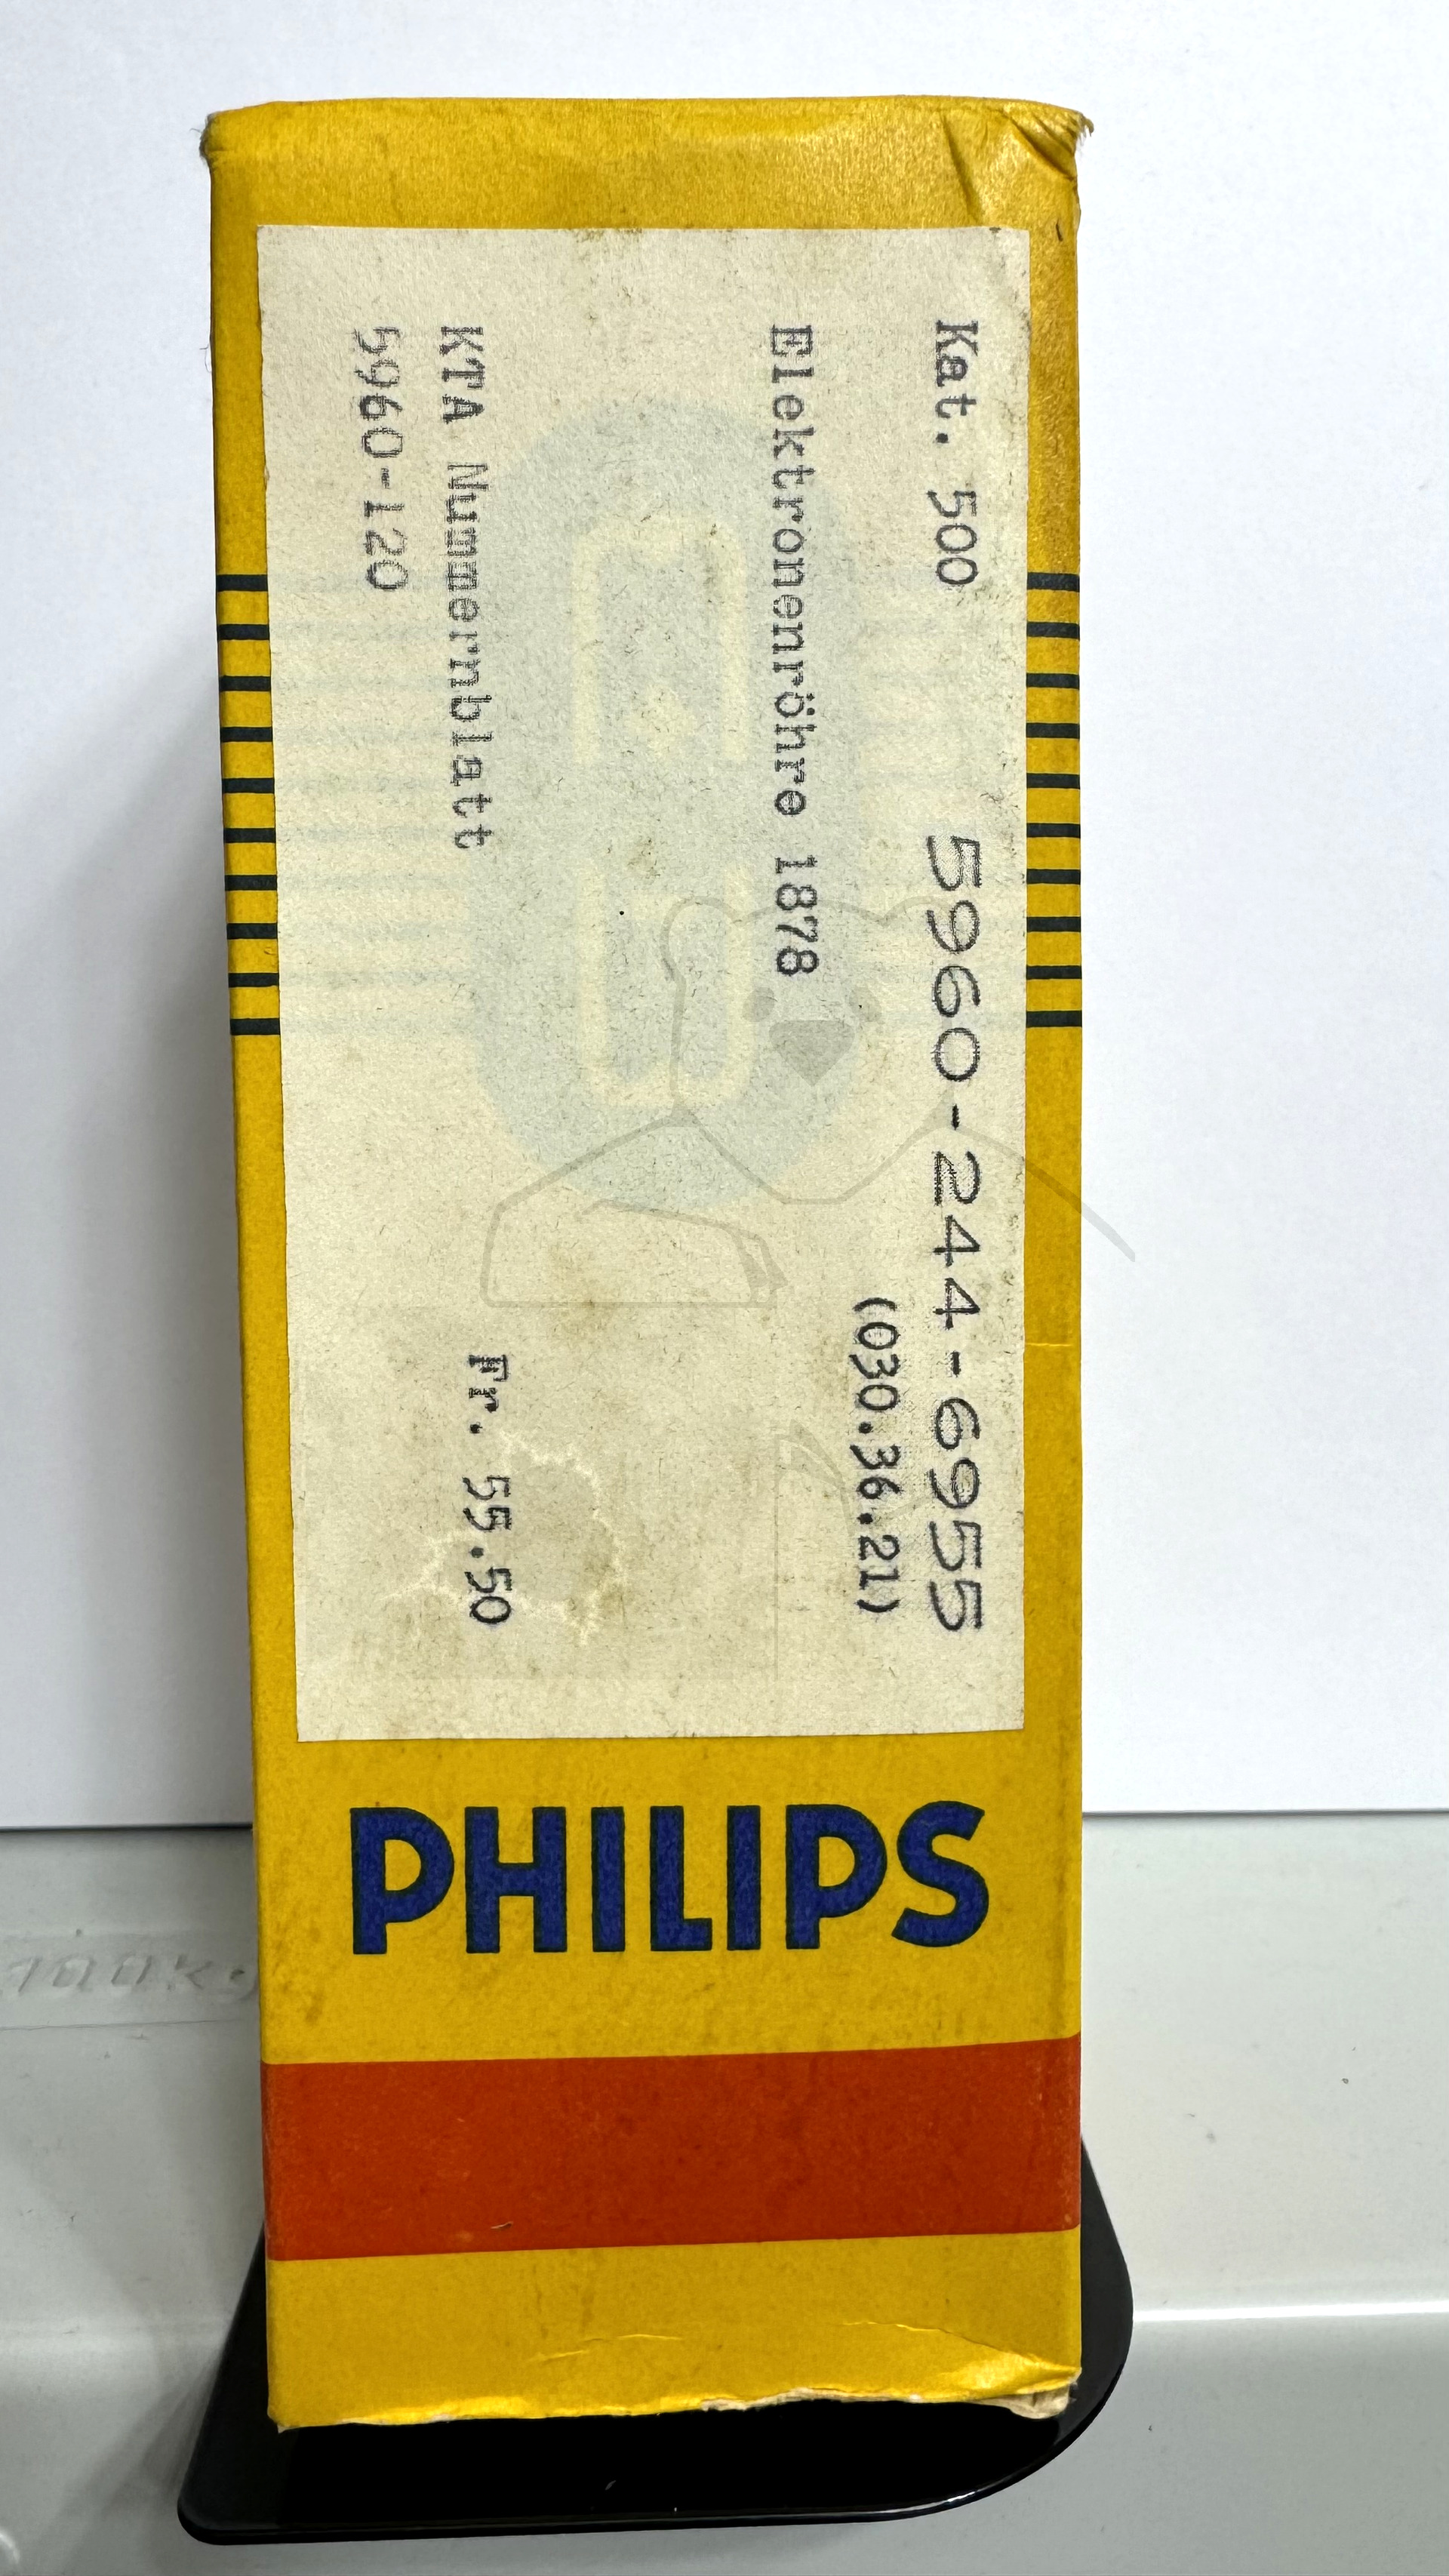 Kat. 500 5960-244-6955
(030.36.21)
Elektronenröhre 1878
KTA Nummernblatt Fr. 55.50
5960-120
PHILIPS